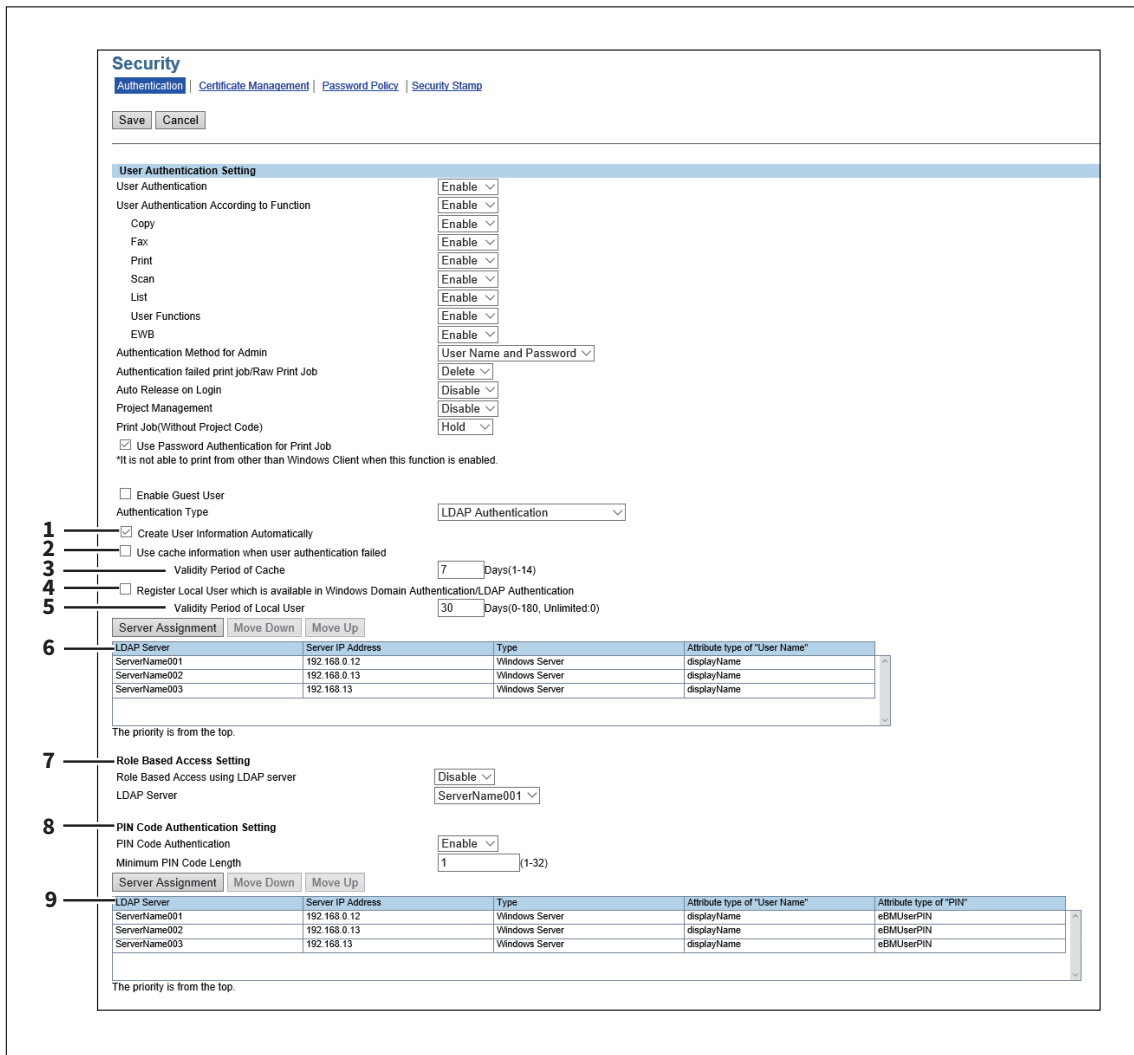 Security
Authentication | Certificate Management | Password Policy | Security Stamp
Save Cancel
User Authentication Setting
User Authentication Enable
User Authentication According to Function Enable
Copy Enable
Fax Enable
Print Enable
Scan Enable
List Enable
User Functions Enable
EWB Enable
Authentication Method for Admin User Name and Password
Authentication failed print job/Raw Print Job Delete
Auto Release on Login Disable
Project Management Disable
Print Job(Without Project Code) Hold
Use Password Authentication for Print Job
*It is not able to print from other than Windows Client when this function is enabled.
Enable Guest User
Authentication Type LDAP Authentication
1 Create User Information Automatically
2 Use cache information when user authentication failed
3 Validity Period of Cache 7 Days(1-14)
4 Register Local User which is available in Windows Domain Authentication/LDAP Authentication
5 Validity Period of Local User 30 Days(0-180, Unlimited:0)
Server Assignment Move Down Move Up
6 LDAP Server Server IP Address Type Attribute type of "User Name"
ServerName001 192.168.0.12 Windows Server displayName
ServerName002 192.168.0.13 Windows Server displayName
ServerName003 192.168.13 Windows Server displayName
The priority is from the top.
7 Role Based Access Setting
Role Based Access using LDAP server Disable
LDAP Server ServerName001
8 PIN Code Authentication Setting
PIN Code Authentication Enable
Minimum PIN Code Length 1 (1-32)
Server Assignment Move Down Move Up
9 LDAP Server Server IP Address Type Attribute type of "User Name" Attribute type of "PIN"
ServerName001 192.168.0.12 Windows Server displayName eBMUserPIN
ServerName002 192.168.0.13 Windows Server displayName eBMUserPIN
ServerName003 192.168.13 Windows Server displayName eBMUserPIN
The priority is from the top.